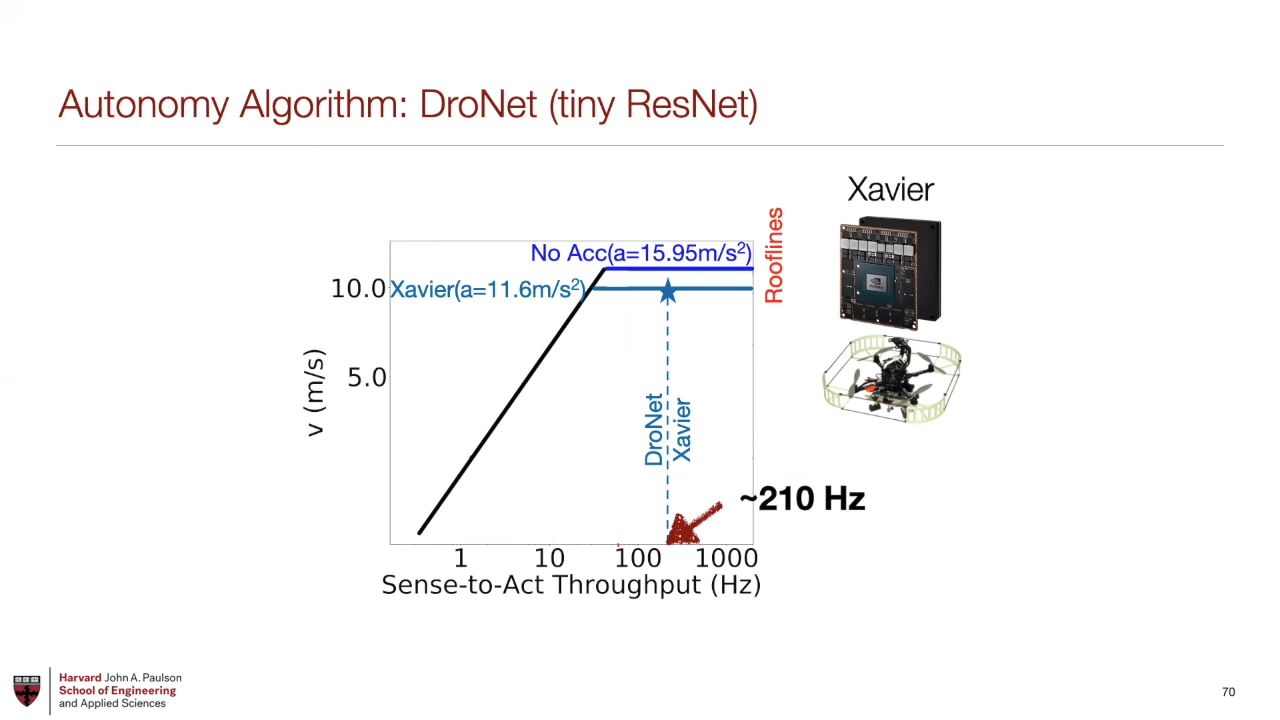 Autonomy Algorithm: DroNet (tiny ResNet)
Xavier
Rooflines
No Acc(a=15.95m/s²)
10.0
Xavier(a=11.6m/s²)
5.0
v (m/s)
DroNet
Xavier
~210 Hz
1 10 100 1000
Sense-to-Act Throughput (Hz)
Harvard John A. Paulson
School of Engineering
and Applied Sciences
70